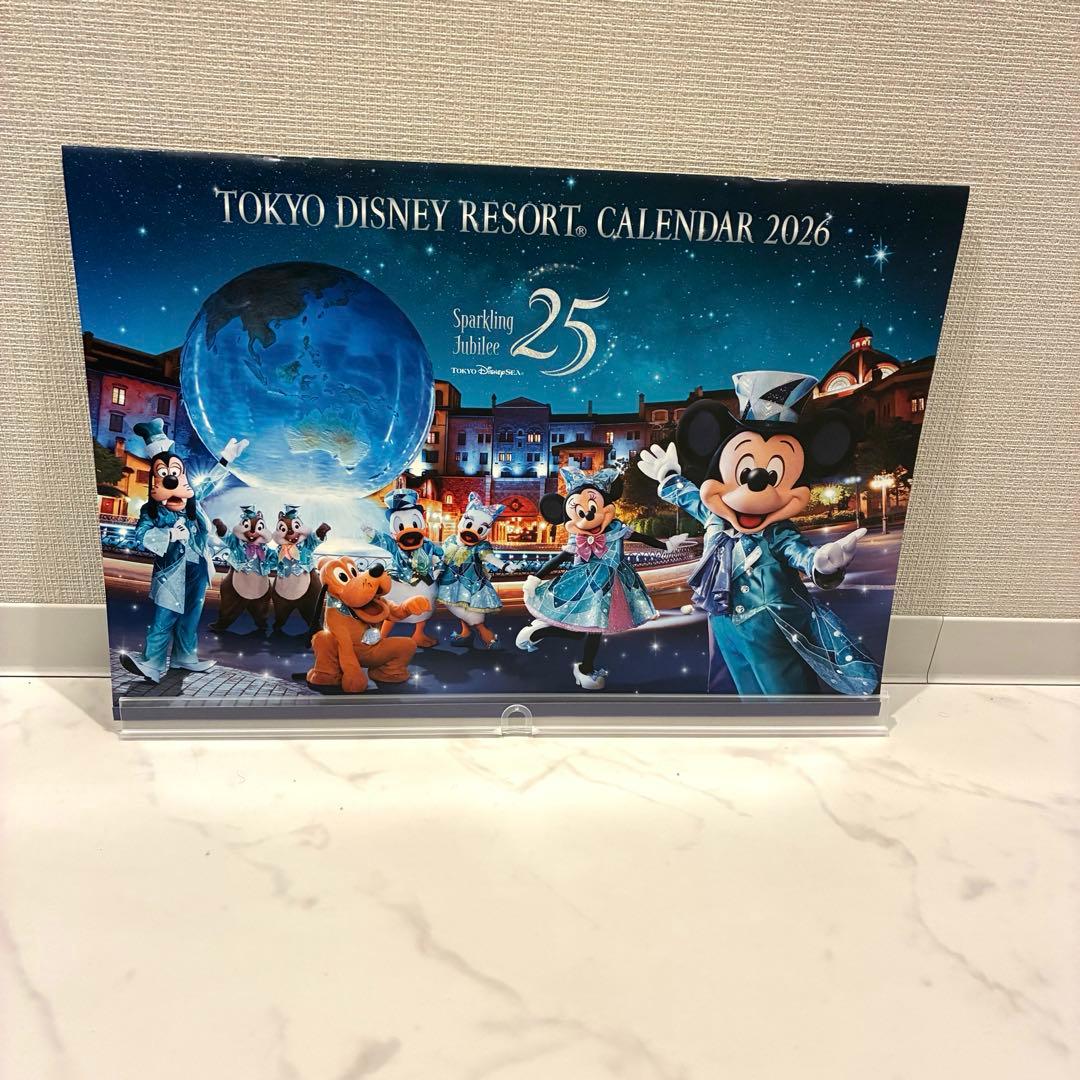 TOKYO DISNEY RESORT® CALENDAR 2026
Sparkling
Jubilee
25
TOKYO DisneySEA®